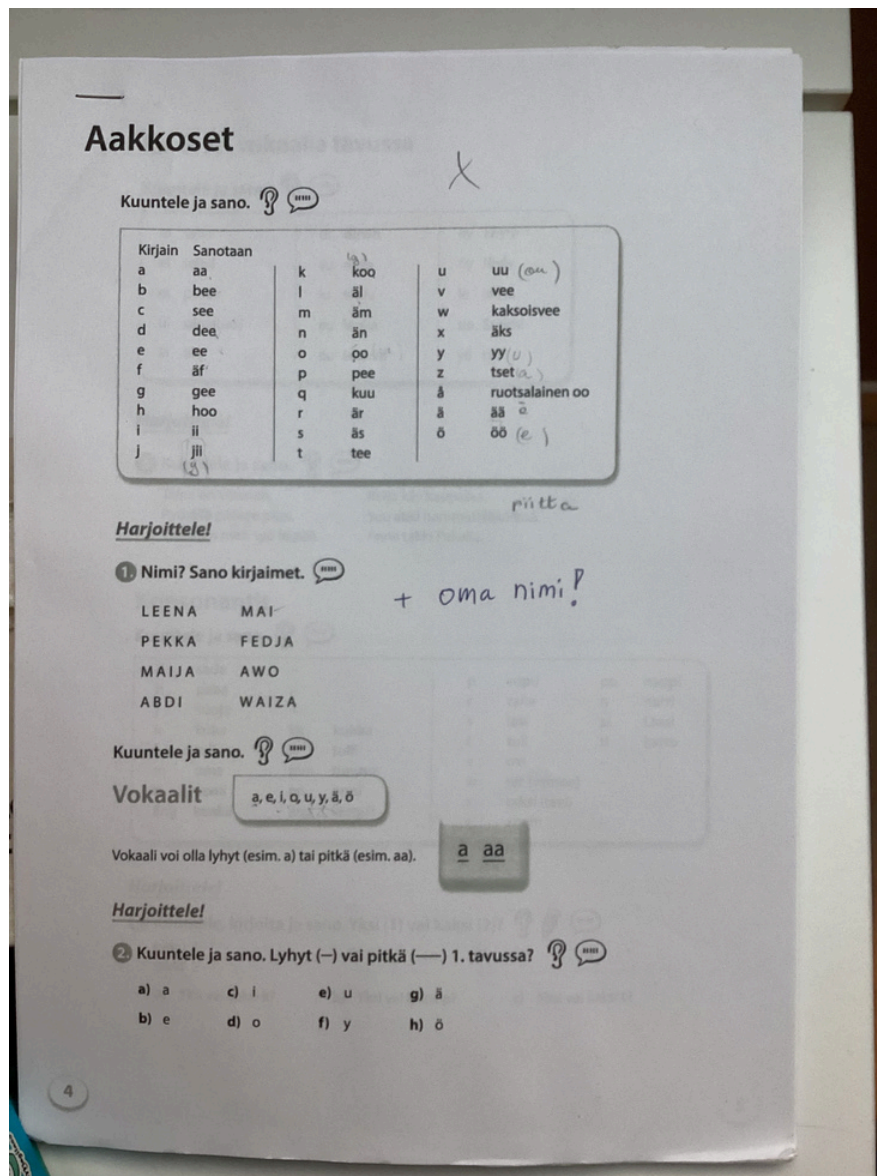 Aakkoset
X
Kuuntele ja sano.
Kirjain Sanotaan
a aa
b bee
c see
d dee
e ee
f äf
g gee
h hoo
i ii
j jii
(y)
(g)
k koo
l äl
m äm
n än
o oo
p pee
q kuu
r är
s äs
t tee
u uu (ou)
v vee
w kaksoisvee
x äks
y yy (u)
z tset
å ruotsalainen oo
ä ää
ö öö (e)
piitta
Harjoittele!
1. Nimi? Sano kirjaimet.
+ oma nimi!
LEENA MAI
PEKKA FEDJA
MAIJA AWO
ABDI WAIZA
Kuuntele ja sano.
Vokaalit a, e, i, o, u, y, ä, ö
Vokaali voi olla lyhyt (esim. a) tai pitkä (esim. aa). a aa
Harjoittele!
2. Kuuntele ja sano. Lyhyt (–) vai pitkä (—) 1. tavussa?
a) a c) i e) u g) ä
b) e d) o f) y h) ö
4